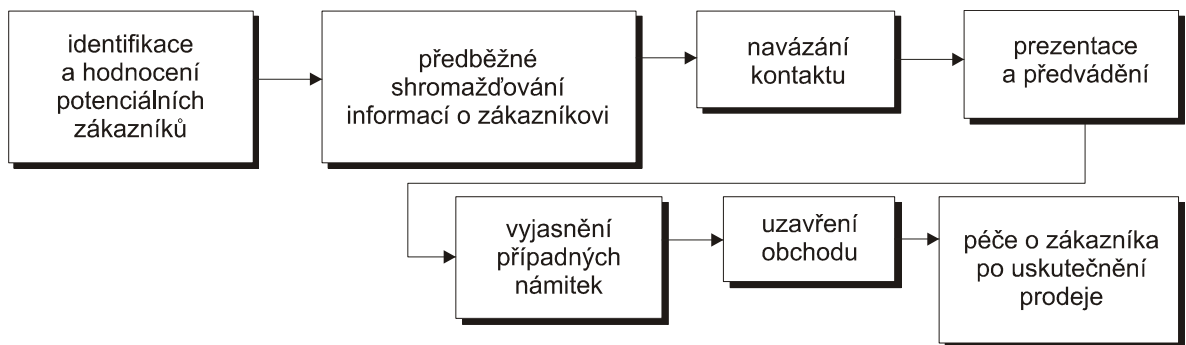 identifikace
a hodnocení
potenciálních
zákazníků
předběžné
shromažďování
informací o zákazníkovi
navázání
kontaktu
prezentace
a předvádění
vyjasnění
případných
námitek
uzavření
obchodu
péče o zákazníka
po uskutečnění
prodeje